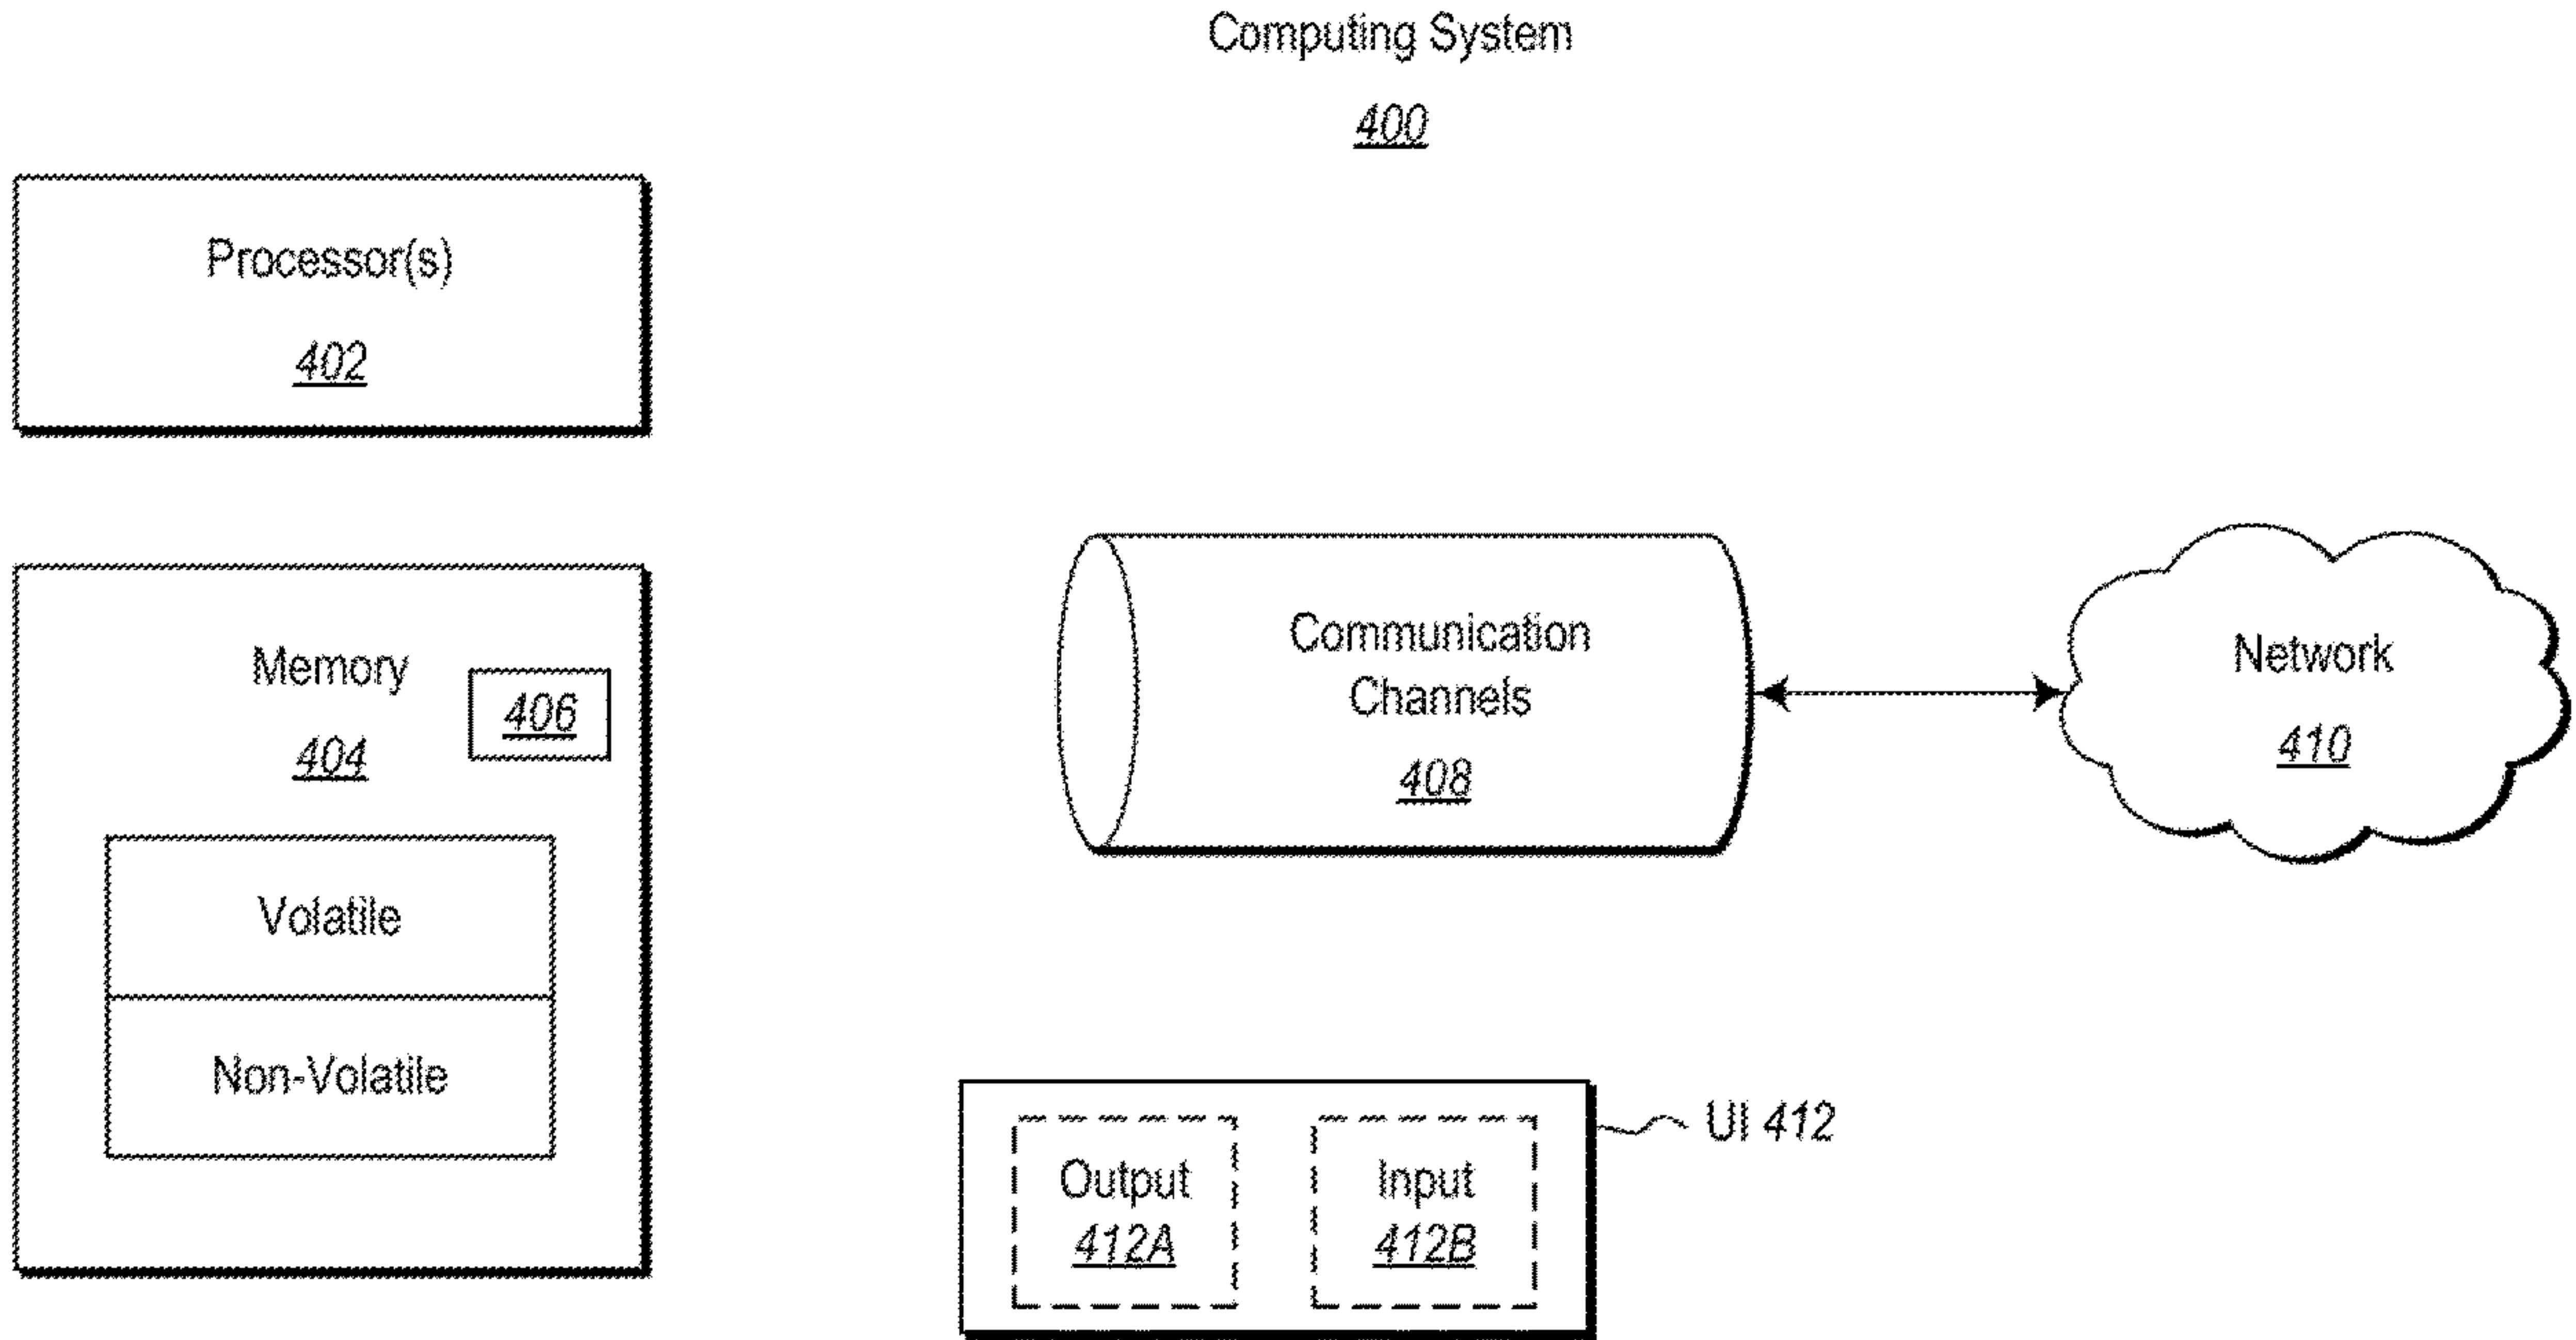 Computing System
400
Processor(s)
402
Memory
404
406
Volatile
Non-Volatile
Communication
Channels
408
Network
410
UI 412
Output
412A
Input
412B